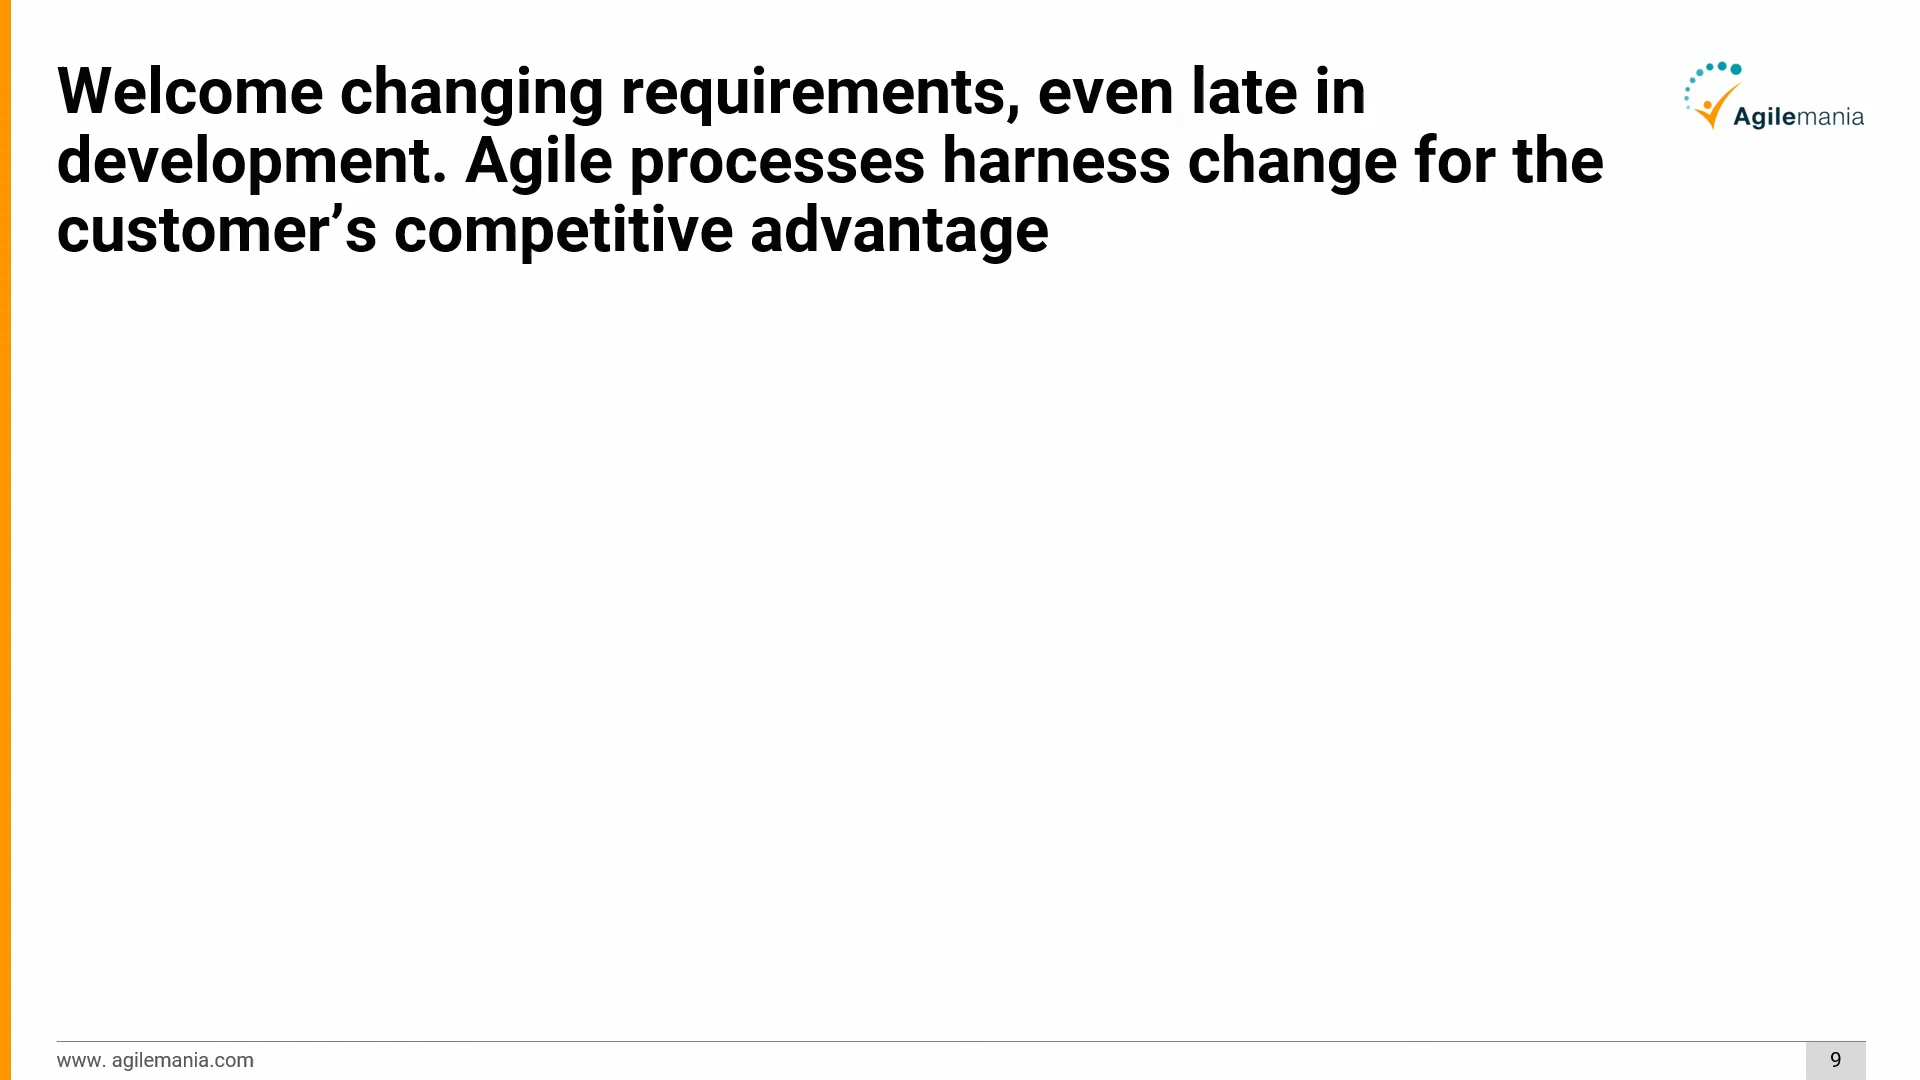 Welcome changing requirements, even late in
development. Agile processes harness change for the
customer’s competitive advantage
Agilemania
www. agilemania.com
9